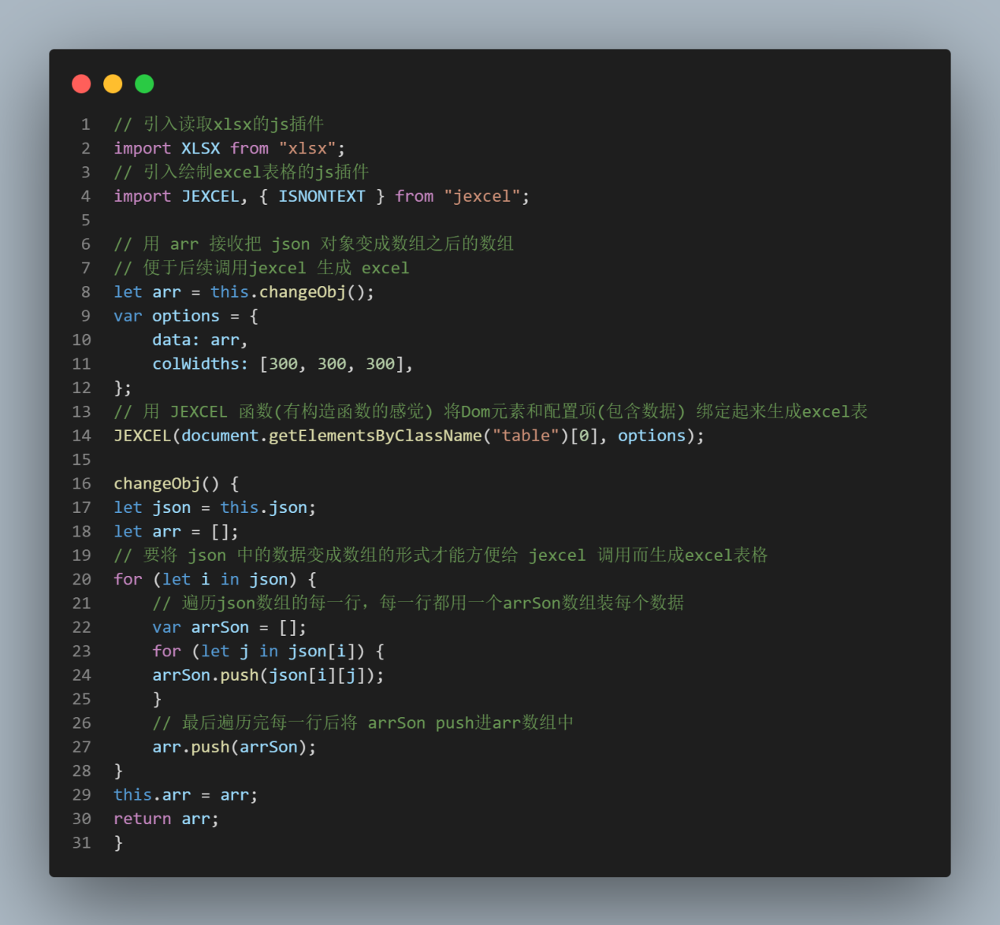 1 // 引入读取xlsx的js插件
2 import XLSX from "xlsx";
3 // 引入绘制excel表格的js插件
4 import JEXCEL, { ISNONTEXT } from "jexcel";
5
6 // 用 arr 接收把 json 对象变成数组之后的数组
7 // 便于后续调用jexcel 生成 excel
8 let arr = this.changeObj();
9 var options = {
10     data: arr,
11     colWidths: [300, 300, 300],
12 };
13 // 用 JEXCEL 函数(有构造函数的感觉) 将Dom元素和配置项(包含数据) 绑定起来生成excel表
14 JEXCEL(document.getElementsByClassName("table")[0], options);
15
16 changeObj() {
17 let json = this.json;
18 let arr = [];
19 // 要将 json 中的数据变成数组的形式才能方便给 jexcel 调用而生成excel表格
20 for (let i in json) {
21     // 遍历json数组的每一行，每一行都用一个arrSon数组装每个数据
22     var arrSon = [];
23     for (let j in json[i]) {
24     arrSon.push(json[i][j]);
25     }
26     // 最后遍历完每一行后将 arrSon push进arr数组中
27     arr.push(arrSon);
28 }
29 this.arr = arr;
30 return arr;
31 }